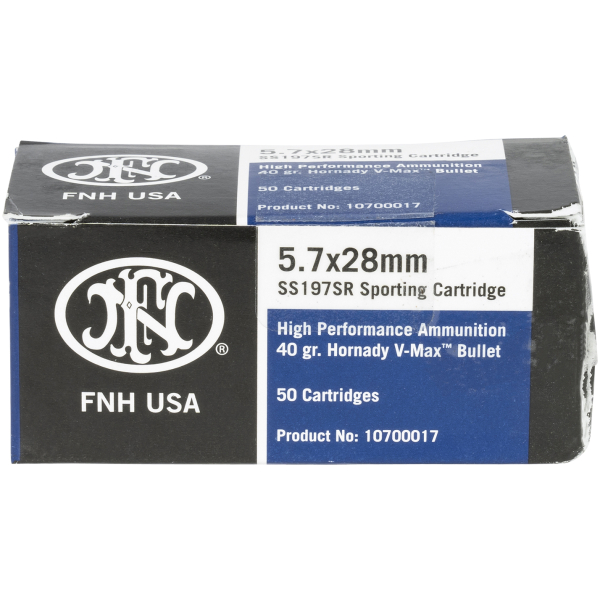 FN
FNH USA
5.7x28mm
SS197SR Sporting Cartridge
High Performance Ammunition
40 gr. Hornady V-Max™ Bullet
50 Cartridges
Product No: 10700017
FN
®
FNH USA
5.7x28mm
SS197SR Sporting Cartridge
High Performance Ammunition
40 gr. Hornady V-Max™ Bullet
50 Cartridges
Product No: 10700017